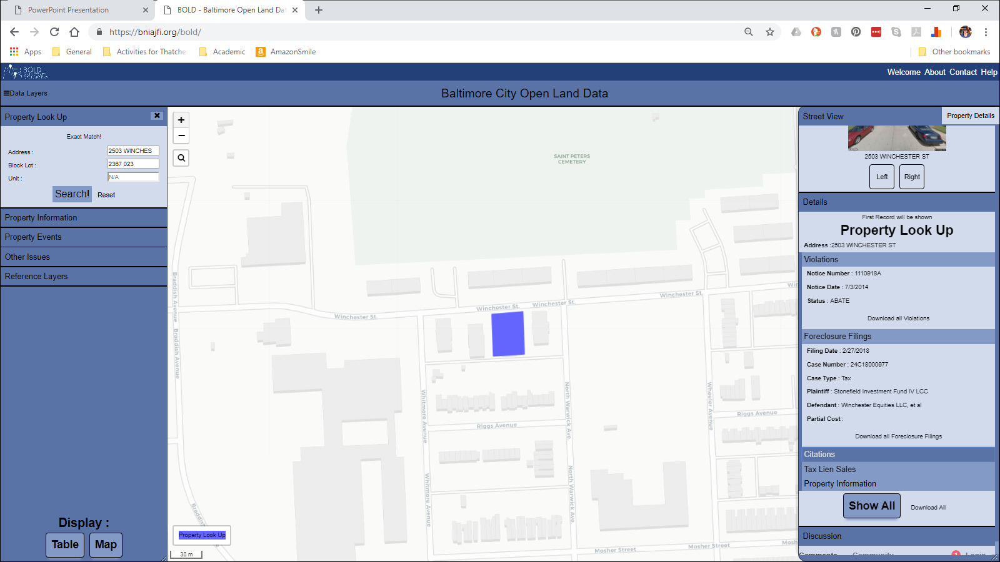 PowerPoint Presentation
BOLD - Baltimore Open Land Dat
https://bniajfi.org/bold/
Apps
General
Activities for Thatche
Academic
AmazonSmile
Other bookmarks
BOLD
Welcome About Contact Help
Data Layers
Baltimore City Open Land Data
Property Look Up
Exact Match!
Address :
2503 WINCHES
Block Lot :
2367 023
Unit :
N/A
Search!
Reset
Property Information
Property Events
Other Issues
Reference Layers
Display :
Table
Map
+
−
SAINT PETERS
CEMETERY
Braddish Avenue
Braddish Avenue
Winchester St.
Winchester St.
Winchester St.
Winchester St.
Whitmore Avenue
Whitmore Avenue
North Warwick Ave.
North Warwick Ave.
Wheeler Avenue
Riggs Avenue
Riggs Avenue
Mosher Street
Mosher Street
Property Look Up
30 m
Street View
Property Details
2503 WINCHESTER ST
Left
Right
Details
First Record will be shown
Property Look Up
Address :2503 WINCHESTER ST
Violations
Notice Number : 1110918A
Notice Date : 7/3/2014
Status : ABATE
Download all Violations
Foreclosure Filings
Filing Date : 2/27/2018
Case Number : 24C18000977
Case Type : Tax
Plaintiff : Stonefield Investment Fund IV LCC
Defendant : Winchester Equities LLC, et al
Partial Cost :
Download all Foreclosure Filings
Citations
Tax Lien Sales
Property Information
Show All
Download All
Discussion
Comments
Community
1
Login